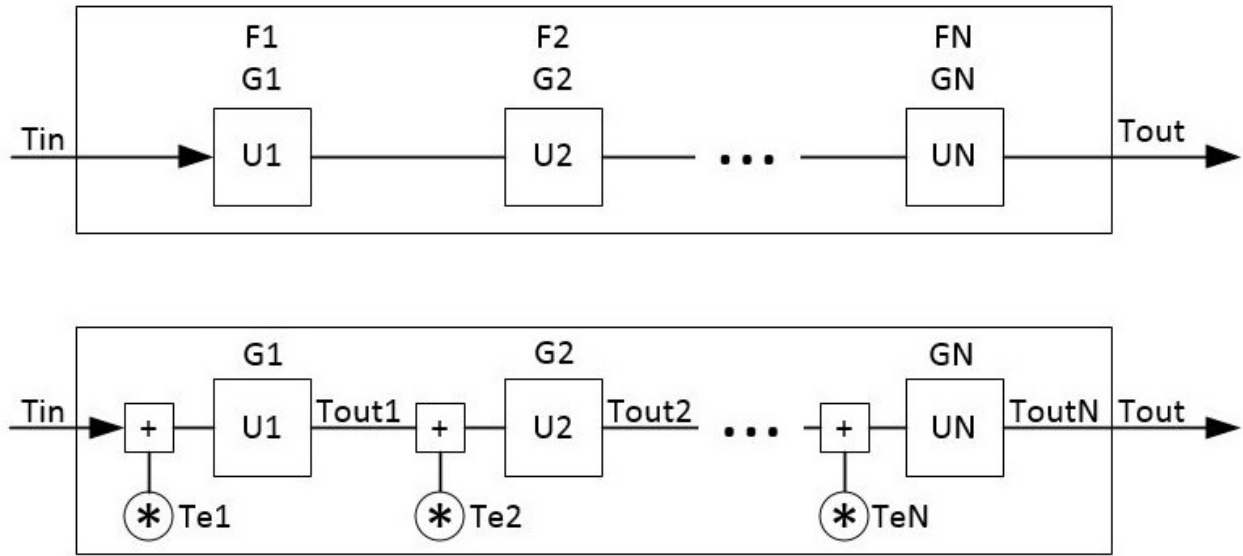 F1 F2 FN
G1 G2 GN
Tin U1 U2 ... UN Tout
G1 G2 GN
Tin + U1 Tout1 + U2 Tout2 ... + UN ToutN Tout
* Te1 * Te2 * TeN